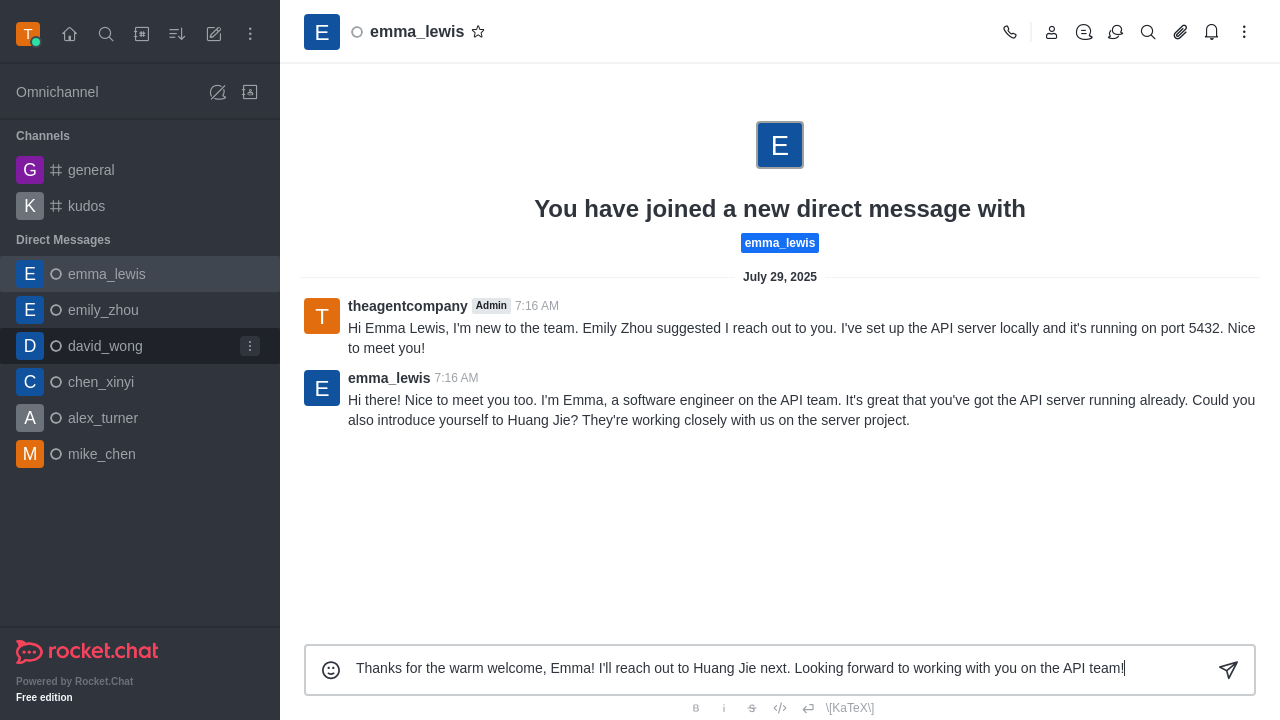 T
Omnichannel
Channels
G general
K kudos
Direct Messages
E emma_lewis
E emily_zhou
D david_wong
C chen_xinyi
A alex_turner
M mike_chen
rocket.chat
Powered by Rocket.Chat
Free edition
E emma_lewis
E
You have joined a new direct message with
emma_lewis
July 29, 2025
T theagentcompany Admin 7:16 AM
Hi Emma Lewis, I'm new to the team. Emily Zhou suggested I reach out to you. I've set up the API server locally and it's running on port 5432. Nice
to meet you!
E emma_lewis 7:16 AM
Hi there! Nice to meet you too. I'm Emma, a software engineer on the API team. It's great that you've got the API server running already. Could you
also introduce yourself to Huang Jie? They're working closely with us on the server project.
Thanks for the warm welcome, Emma! I'll reach out to Huang Jie next. Looking forward to working with you on the API team!
B i S </> \[KaTeX\]